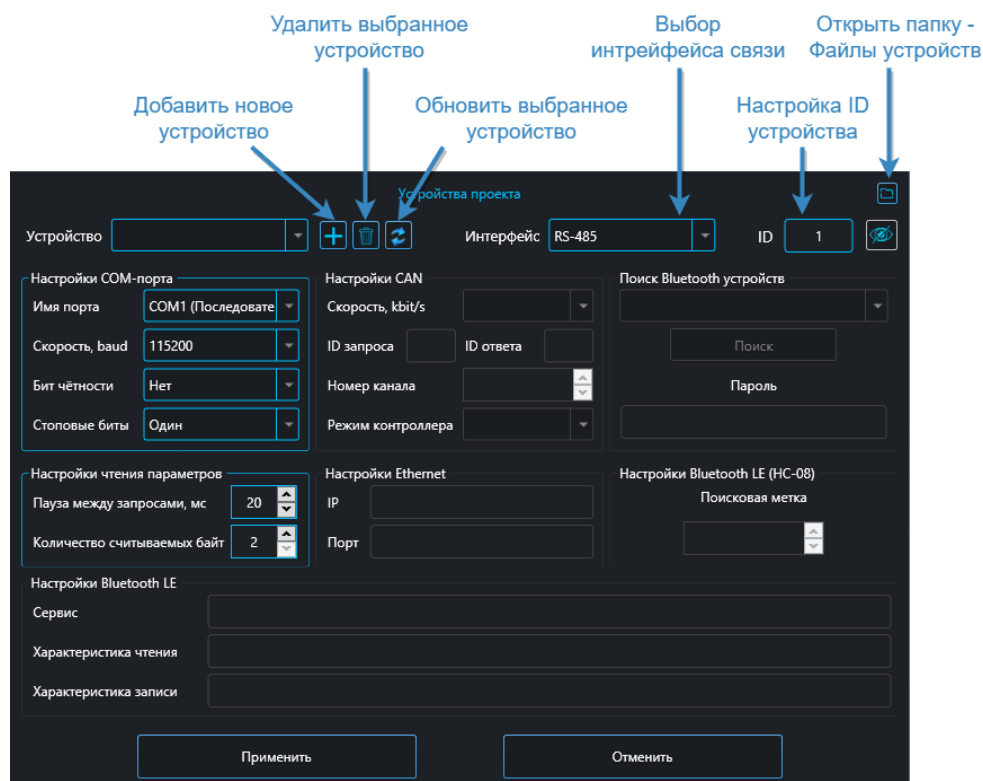 Удалить выбранное
устройство
Выбор
интрейфейса связи
Открыть папку -
Файлы устройств
Добавить новое
устройство
Обновить выбранное
устройство
Настройка ID
устройства
Устройства проекта
Устройство
Интерфейс RS-485
ID 1
Настройки COM-порта
Имя порта COM1 (Последовате
Скорость, baud 115200
Бит чётности Нет
Стоповые биты Один
Настройки CAN
Скорость, kbit/s
ID запроса ID ответа
Номер канала
Режим контроллера
Поиск Bluetooth устройств
Поиск
Пароль
Настройки чтения параметров
Пауза между запросами, мс 20
Количество считываемых байт 2
Настройки Ethernet
IP
Порт
Настройки Bluetooth LE (HC-08)
Поисковая метка
Настройки Bluetooth LE
Сервис
Характеристика чтения
Характеристика записи
Применить
Отменить